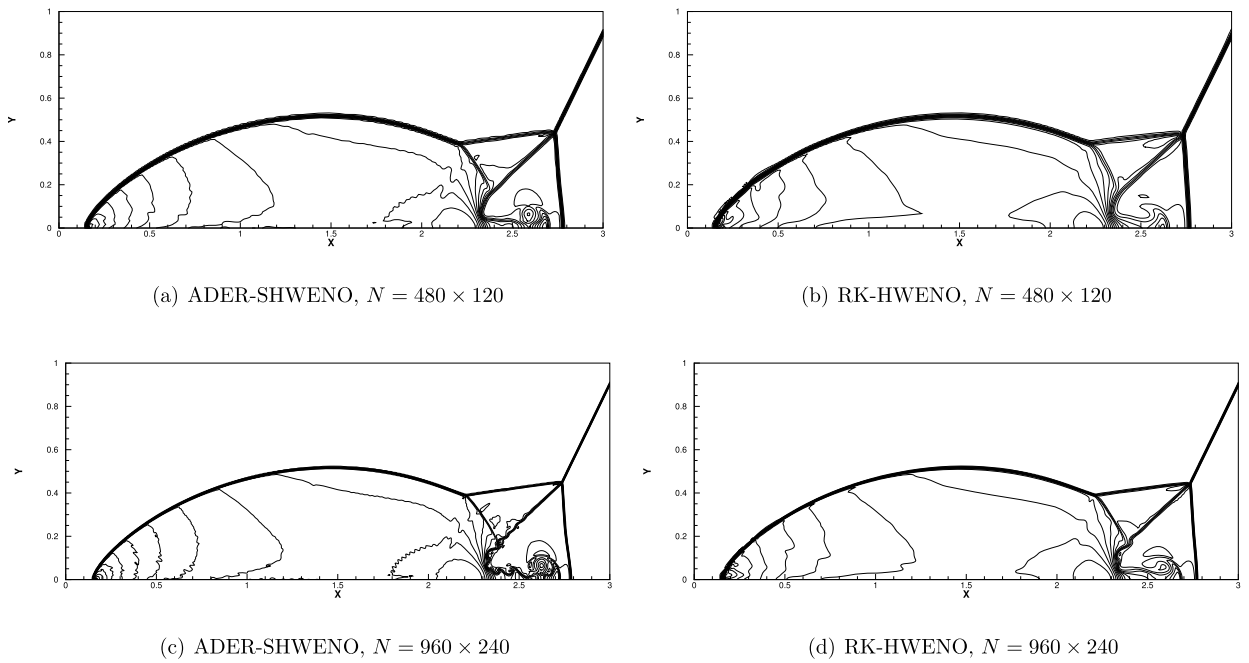 1
0.8
0.6
Y
0.4
0.2
0
0 0.5 1 1.5 2 2.5 3
X
(a) ADER-SHWENO, N = 480 × 120
1
0.8
0.6
Y
0.4
0.2
0
0 0.5 1 1.5 2 2.5 3
X
(b) RK-HWENO, N = 480 × 120
1
0.8
0.6
Y
0.4
0.2
0
0 0.5 1 1.5 2 2.5 3
X
(c) ADER-SHWENO, N = 960 × 240
1
0.8
0.6
Y
0.4
0.2
0
0 0.5 1 1.5 2 2.5 3
X
(d) RK-HWENO, N = 960 × 240